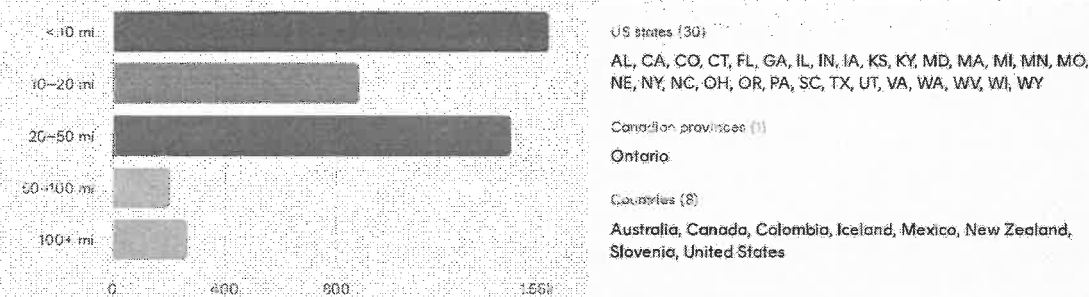 < 10 mi
10–20 mi
20–50 mi
50–100 mi
100+ mi
0 400 800 1.56k
US states (30)
AL, CA, CO, CT, FL, GA, IL, IN, IA, KS, KY, MD, MA, MI, MN, MO,
NE, NY, NC, OH, OR, PA, SC, TX, UT, VA, WA, WV, WI, WY
Canadian provinces (1)
Ontario
Countries (8)
Australia, Canada, Colombia, Iceland, Mexico, New Zealand,
Slovenia, United States